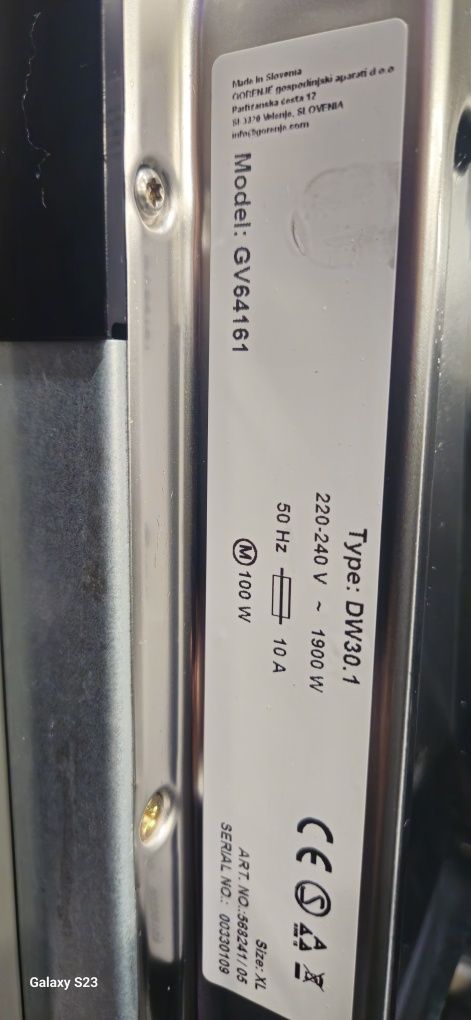 Made in Slovenia
GORENJE gospodinjski aparati d.o.o
Partizanska cesta 12
SI 3320 Velenje, SLOVENIA
info@gorenje.com
Model: GV64161
Type: DW30.1
220-240 V ~ 1900 W
50 Hz 10 A
M 100 W
CE S
Size: XL
ART. NO.:568241/05
SERIAL NO.: 00330109
Galaxy S23